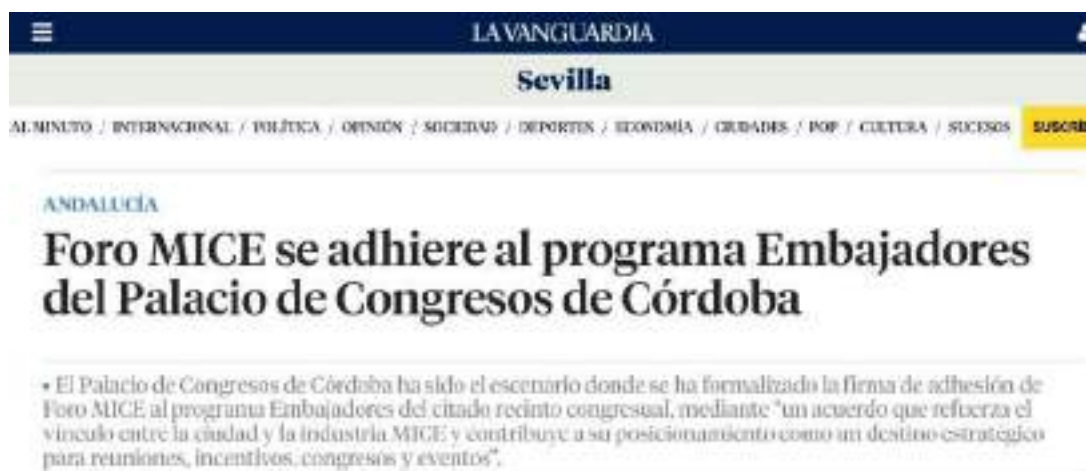 LA VANGUARDIA
Sevilla
AL MINUTO / INTERNACIONAL / POLÍTICA / OPINIÓN / SOCIEDAD / DEPORTES / ECONOMÍA / CIUDADES / POP / CULTURA / SUCESOS
ANDALUCÍA
Foro MICE se adhiere al programa Embajadores
del Palacio de Congresos de Córdoba
• El Palacio de Congresos de Córdoba ha sido el escenario donde se ha formalizado la firma de adhesión de
Foro MICE al programa Embajadores del citado recinto congresual, mediante "un acuerdo que refuerza el
vínculo entre la ciudad y la industria MICE y contribuye a su posicionamiento como un destino estratégico
para reuniones, incentivos, congresos y eventos".